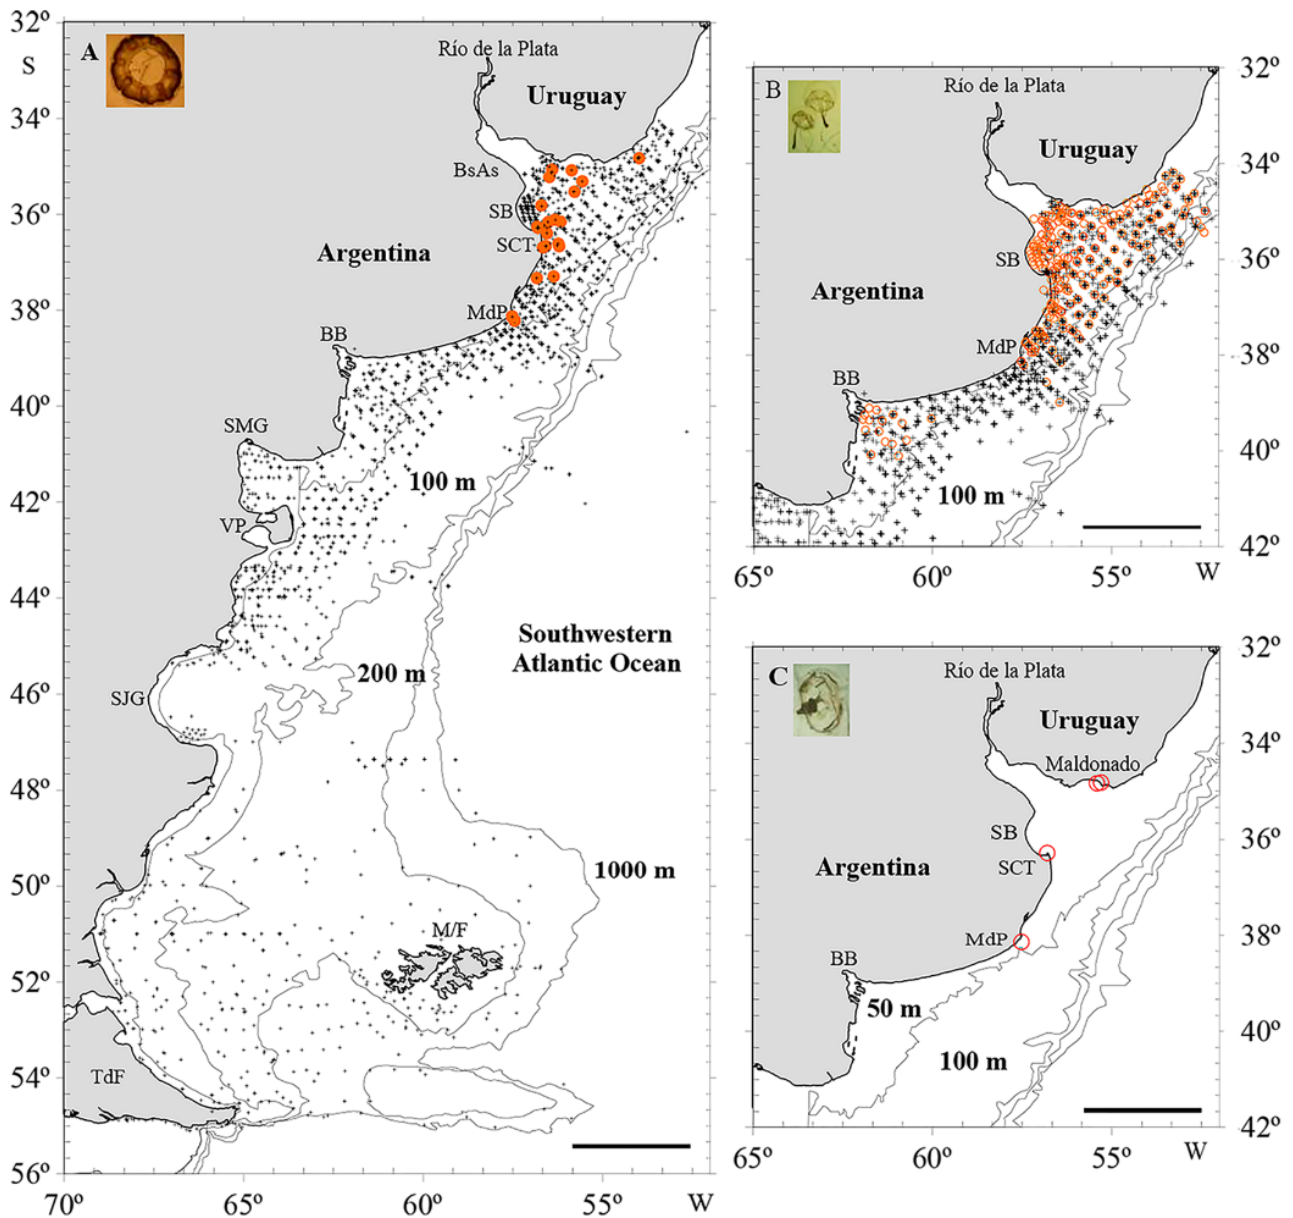 32º
S
34º
36º
38º
40º
42º
44º
46º
48º
50º
52º
54º
56º
70º
65º
60º
55º
W
A
Río de la Plata
Uruguay
BsAs
SB
SCT
Argentina
MdP
BB
SMG
100 m
VP
Southwestern
Atlantic Ocean
200 m
SJG
1000 m
M/F
TdF
B
Río de la Plata
Uruguay
SB
Argentina
MdP
BB
100 m
32º
34º
36º
38º
40º
42º
65º
60º
55º
W
C
Río de la Plata
Uruguay
Maldonado
SB
SCT
Argentina
MdP
BB
50 m
100 m
32º
34º
36º
38º
40º
42º
65º
60º
55º
W